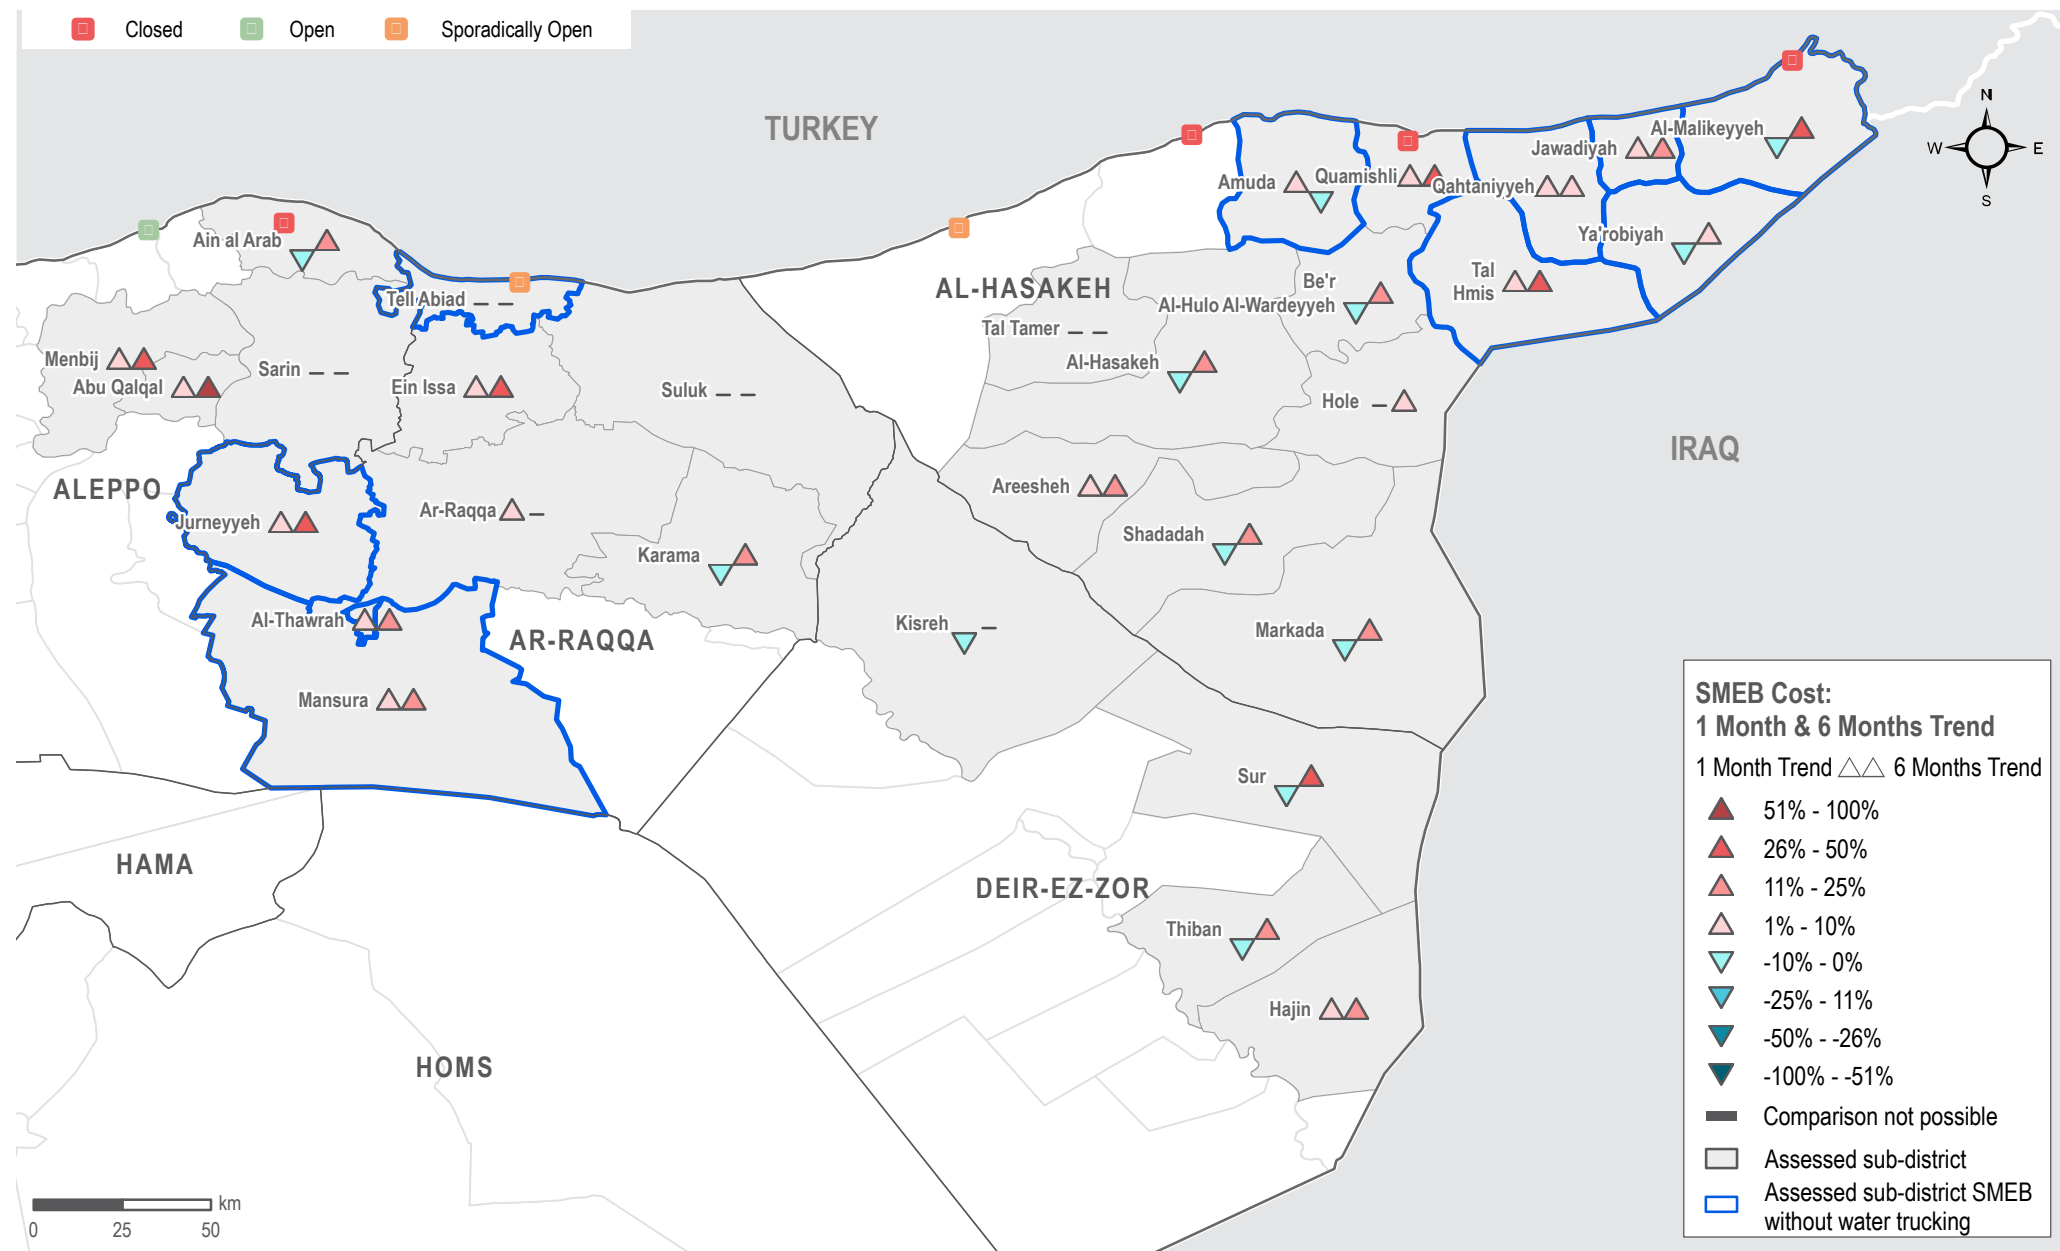 Closed
Open
Sporadically Open
TURKEY
N
W
E
S
Al-Malikeyyeh
Jawadiyah
Quamishli
Qahtaniyyeh
Amuda
Ya'robiyah
Ain al Arab
Tal
Hmis
Be'r
Al-Hulo Al-Wardeyyeh
AL-HASAKEH
Tell Abiad
Tal Tamer
Menbij
Abu Qalqal
Sarin
Ein Issa
Suluk
Al-Hasakeh
Hole
IRAQ
ALEPPO
Areesheh
Jurneyyeh
Ar-Raqqa
Karama
Shadadah
Al-Thawrah
AR-RAQQA
Kisreh
Markada
Mansura
Sur
HAMA
DEIR-EZ-ZOR
Thiban
Hajin
HOMS
km
0
25
50
SMEB Cost:
1 Month & 6 Months Trend
1 Month Trend
6 Months Trend
51% - 100%
26% - 50%
11% - 25%
1% - 10%
-10% - 0%
-25% - 11%
-50% - -26%
-100% - -51%
Comparison not possible
Assessed sub-district
Assessed sub-district SMEB
without water trucking